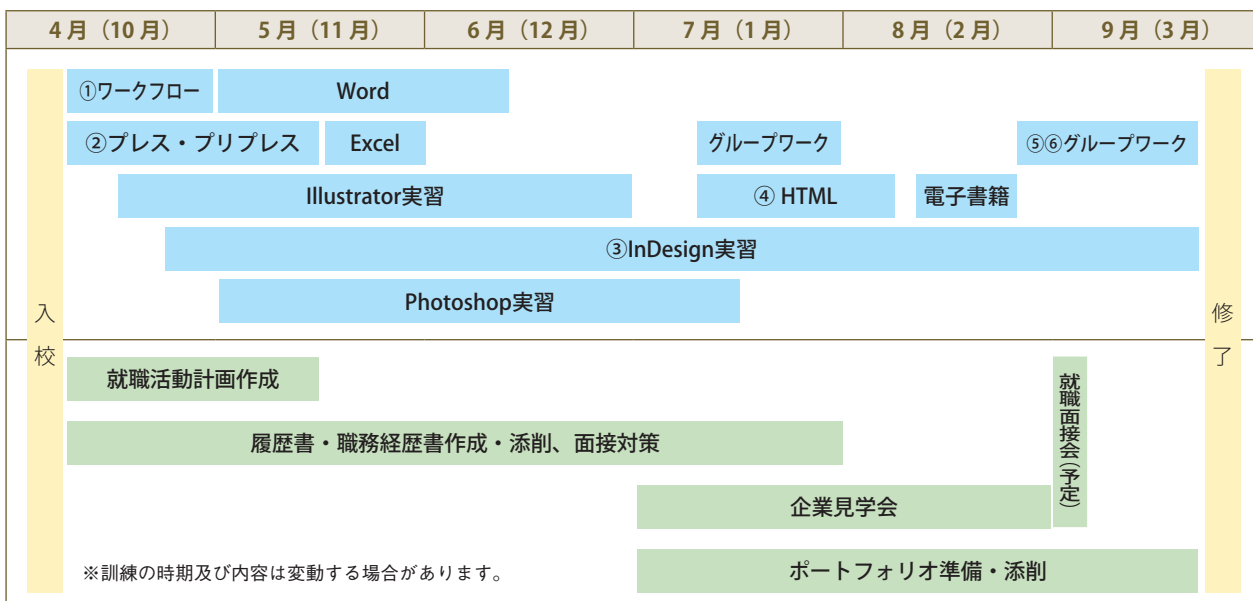 4月（10月）
5月（11月）
6月（12月）
7月（1月）
8月（2月）
9月（3月）
入校
①ワークフロー
Word
②プレス・プリプレス
Excel
グループワーク
⑤⑥グループワーク
Illustrator実習
④ HTML
電子書籍
③InDesign実習
Photoshop実習
修了
就職活動計画作成
就職面接会（予定）
履歴書・職務経歴書作成・添削、面接対策
企業見学会
ポートフォリオ準備・添削
※訓練の時期及び内容は変動する場合があります。